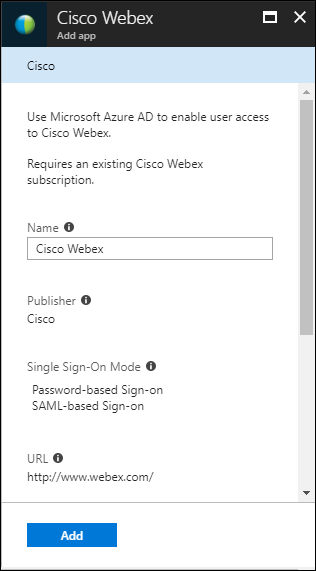 Cisco Webex
Add app
Cisco
Use Microsoft Azure AD to enable user access
to Cisco Webex.
Requires an existing Cisco Webex
subscription.
Name
Cisco Webex
Publisher
Cisco
Single Sign-On Mode
Password-based Sign-on
SAML-based Sign-on
URL
http://www.webex.com/
Add